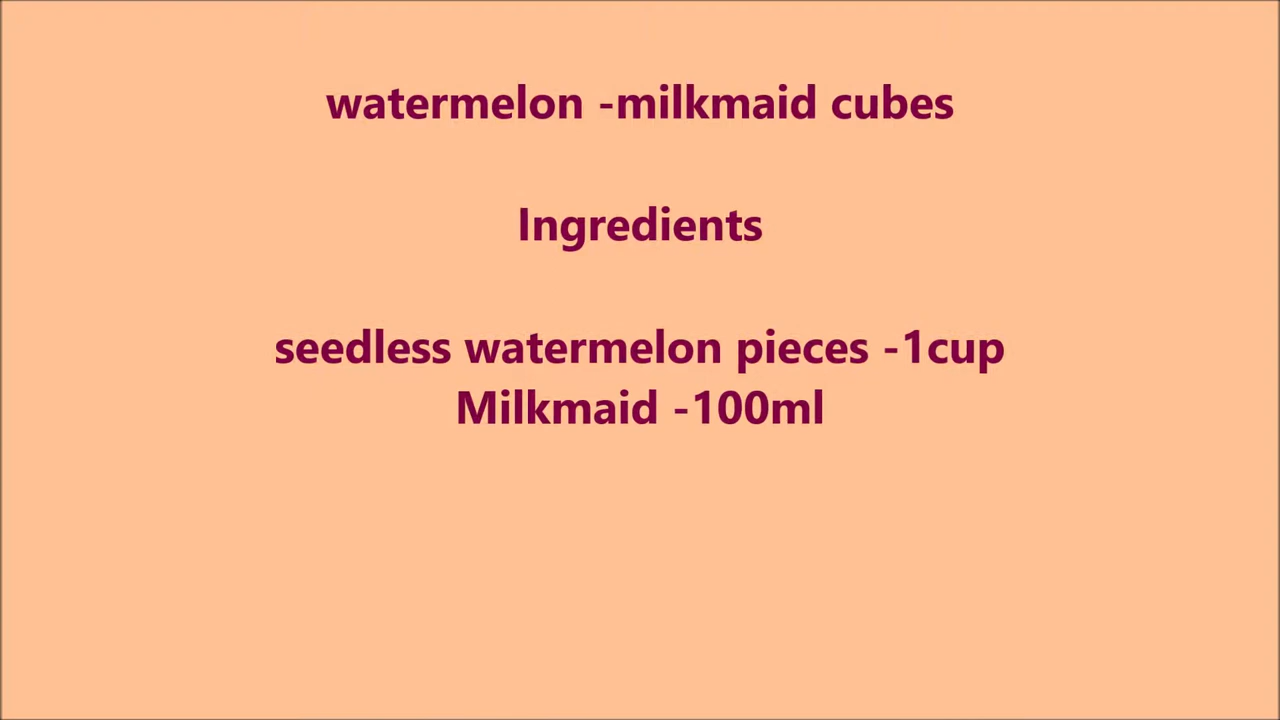 watermelon -milkmaid cubes
Ingredients
seedless watermelon pieces -1cup
Milkmaid -100ml